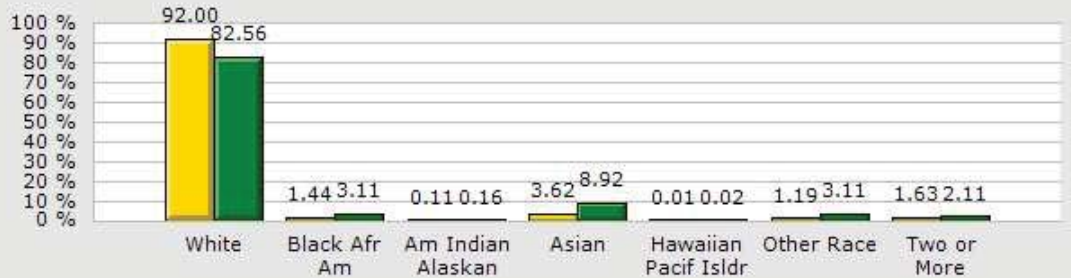 92.00
100 %
82.56
90 %
80 %
70 %
60 %
50 %
40 %
30 %
20 %
10 %
0 %
1.44 3.11
0.11 0.16
3.62 8.92
0.01 0.02
1.19 3.11
1.63 2.11
White
Black Afr
Am
Am Indian
Alaskan
Asian
Hawaiian
Pacif Isldr
Other Race
Two or
More